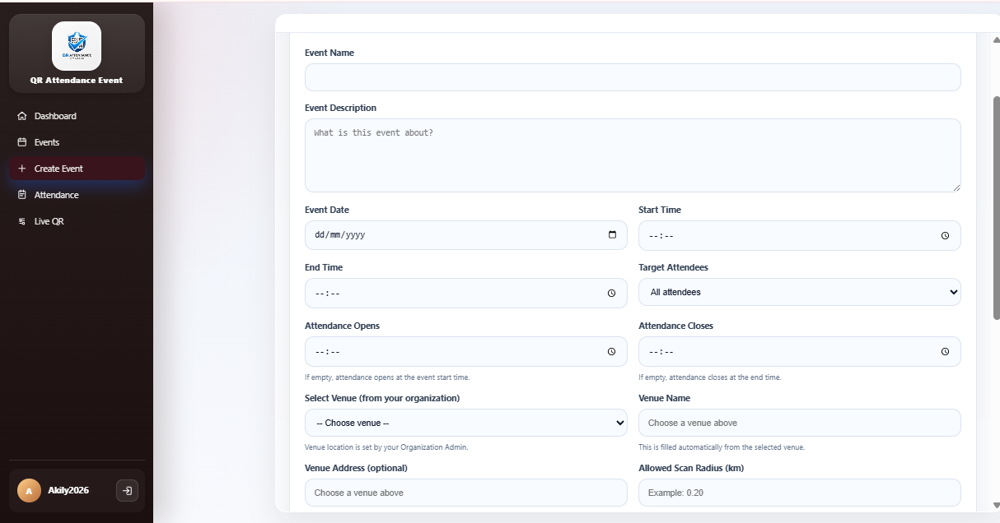 QR ATTENDANCE
SYSTEM
QR Attendance Event
Dashboard
Events
Create Event
Attendance
Live QR
A
Akily2026
Event Name
Event Description
What is this event about?
Event Date
Start Time
dd/mm/yyyy
--:--
End Time
Target Attendees
--:--
All attendees
Attendance Opens
Attendance Closes
--:--
--:--
If empty, attendance opens at the event start time.
If empty, attendance closes at the end time.
Select Venue (from your organization)
Venue Name
-- Choose venue --
Choose a venue above
Venue location is set by your Organization Admin.
This is filled automatically from the selected venue.
Venue Address (optional)
Allowed Scan Radius (km)
Choose a venue above
Example: 0.20